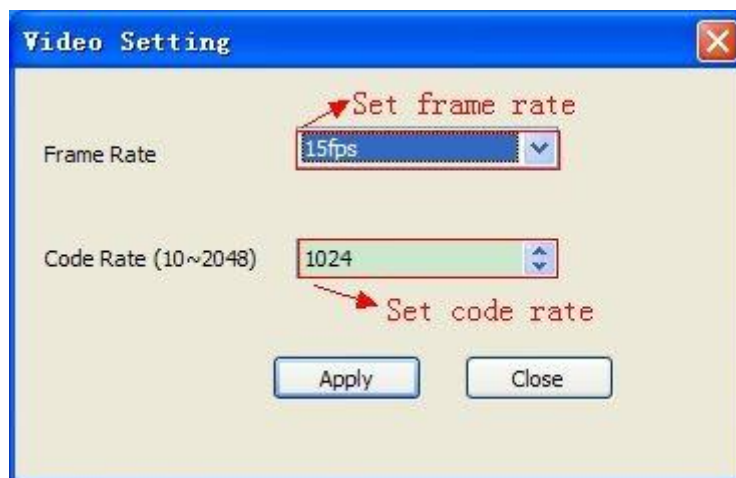 Video Setting
Set frame rate
Frame Rate
15fps
Code Rate (10~2048)
1024
Set code rate
Apply
Close